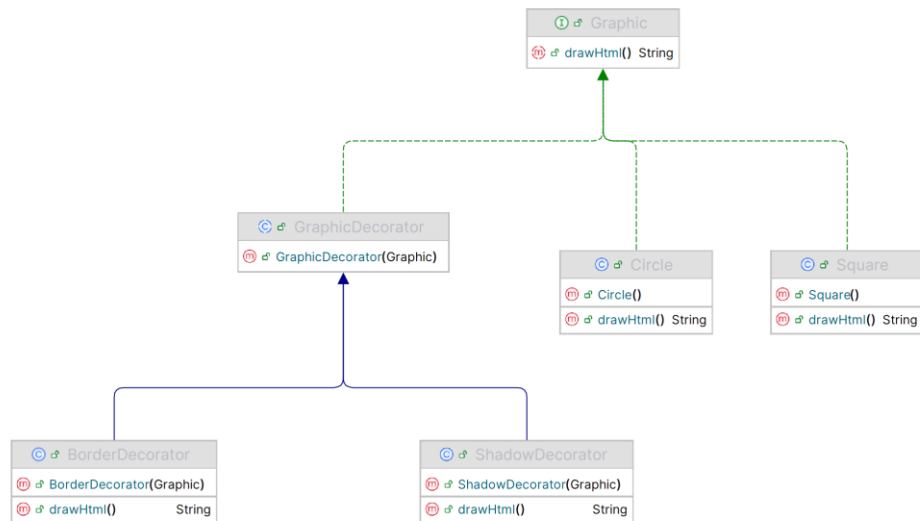 Graphic
drawHtml() String
GraphicDecorator
GraphicDecorator(Graphic)
Circle
Circle()
drawHtml() String
Square
Square()
drawHtml() String
BorderDecorator
BorderDecorator(Graphic)
drawHtml() String
ShadowDecorator
ShadowDecorator(Graphic)
drawHtml() String